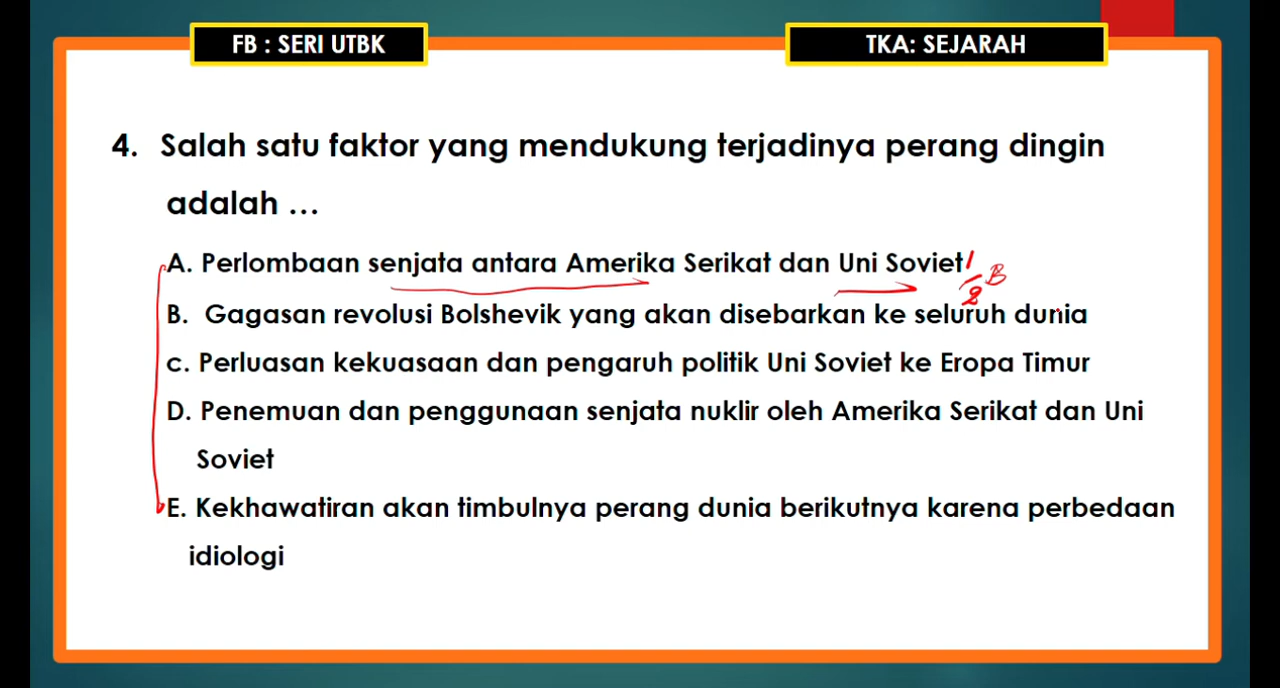 FB : SERI UTBK
TKA: SEJARAH
4. Salah satu faktor yang mendukung terjadinya perang dingin
adalah ...
A. Perlombaan senjata antara Amerika Serikat dan Uni Soviet 1/2 B
B. Gagasan revolusi Bolshevik yang akan disebarkan ke seluruh dunia
c. Perluasan kekuasaan dan pengaruh politik Uni Soviet ke Eropa Timur
D. Penemuan dan penggunaan senjata nuklir oleh Amerika Serikat dan Uni
Soviet
E. Kekhawatiran akan timbulnya perang dunia berikutnya karena perbedaan
idiologi